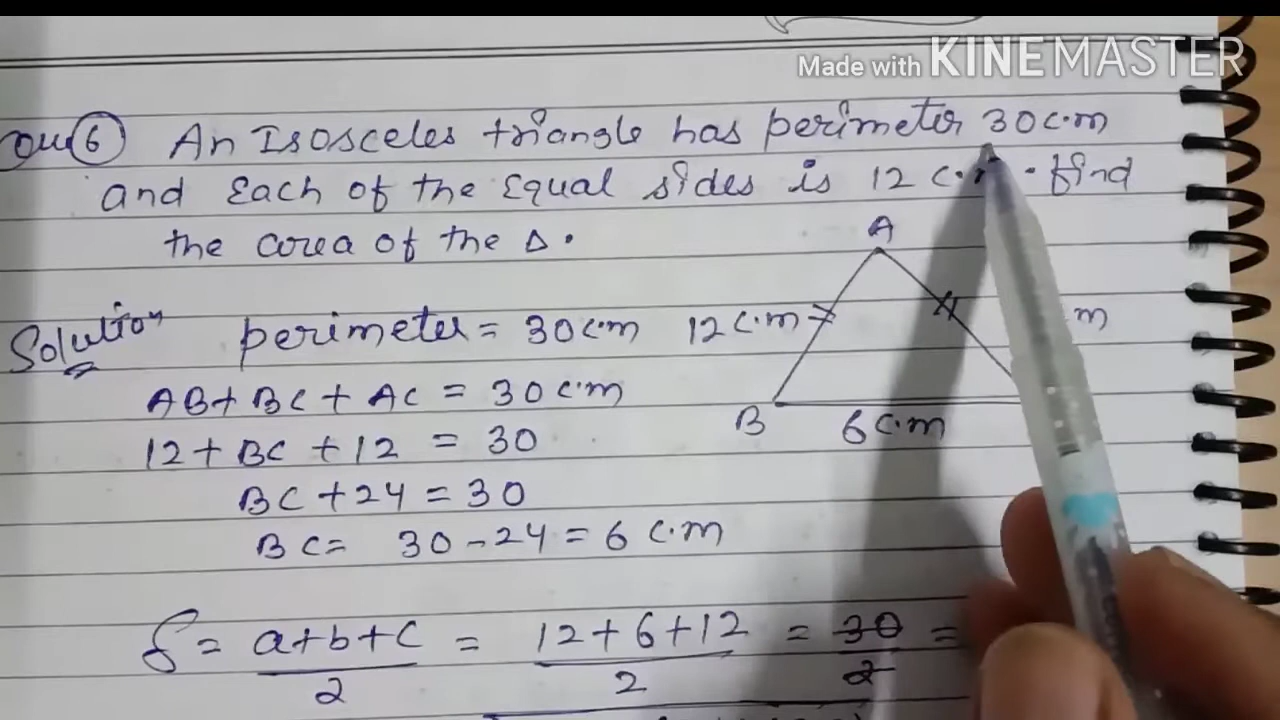 Made with KINEMASTER
Que 6 An Isosceles triangle has perimeter 30 c.m
and Each of the Equal sides is 12 c.m. find
the area of the Δ.
A
Solution perimeter = 30 c.m 12 c.m m
AB + BC + AC = 30 c.m
B 6 c.m
12 + BC + 12 = 30
BC + 24 = 30
BC = 30 - 24 = 6 c.m
S = a+b+c/2 = 12+6+12/2 = 30/2 =